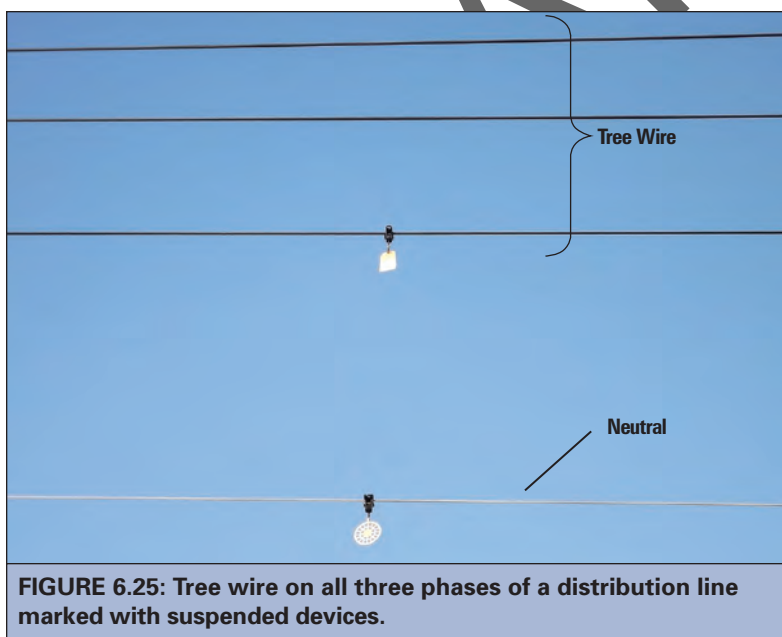 Tree Wire
Neutral
FIGURE 6.25: Tree wire on all three phases of a distribution line
marked with suspended devices.